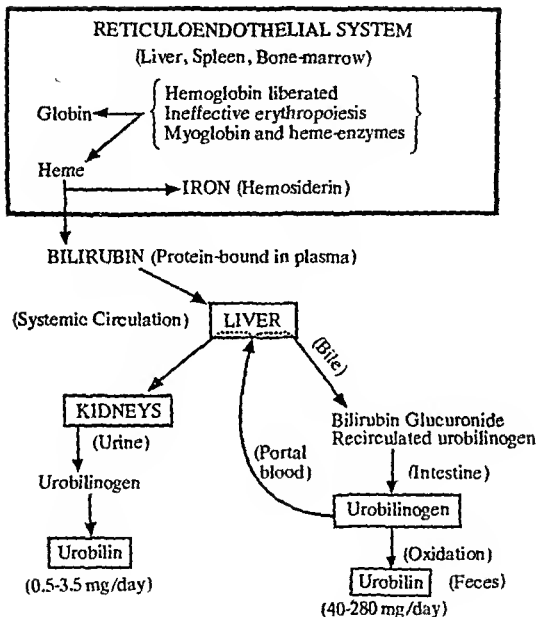 RETICULOENDOTHELIAL SYSTEM
(Liver, Spleen, Bone-marrow)
Hemoglobin liberated
Globin
Ineffective erythropoiesis
Myoglobin and heme-enzymes
Heme
IRON (Hemosiderin)
BILIRUBIN (Protein-bound in plasma)
(Systemic Circulation)
LIVER
(Bile)
KIDNEYS
(Urine)
Bilirubin Glucuronide
Recirculated urobilinogen
(Portal
blood)
(Intestine)
Urobilinogen
Urobilinogen
(Oxidation)
Urobilin
Urobilin
(Feces)
(0.5-3.5 mg/day)
(40-280 mg/day)